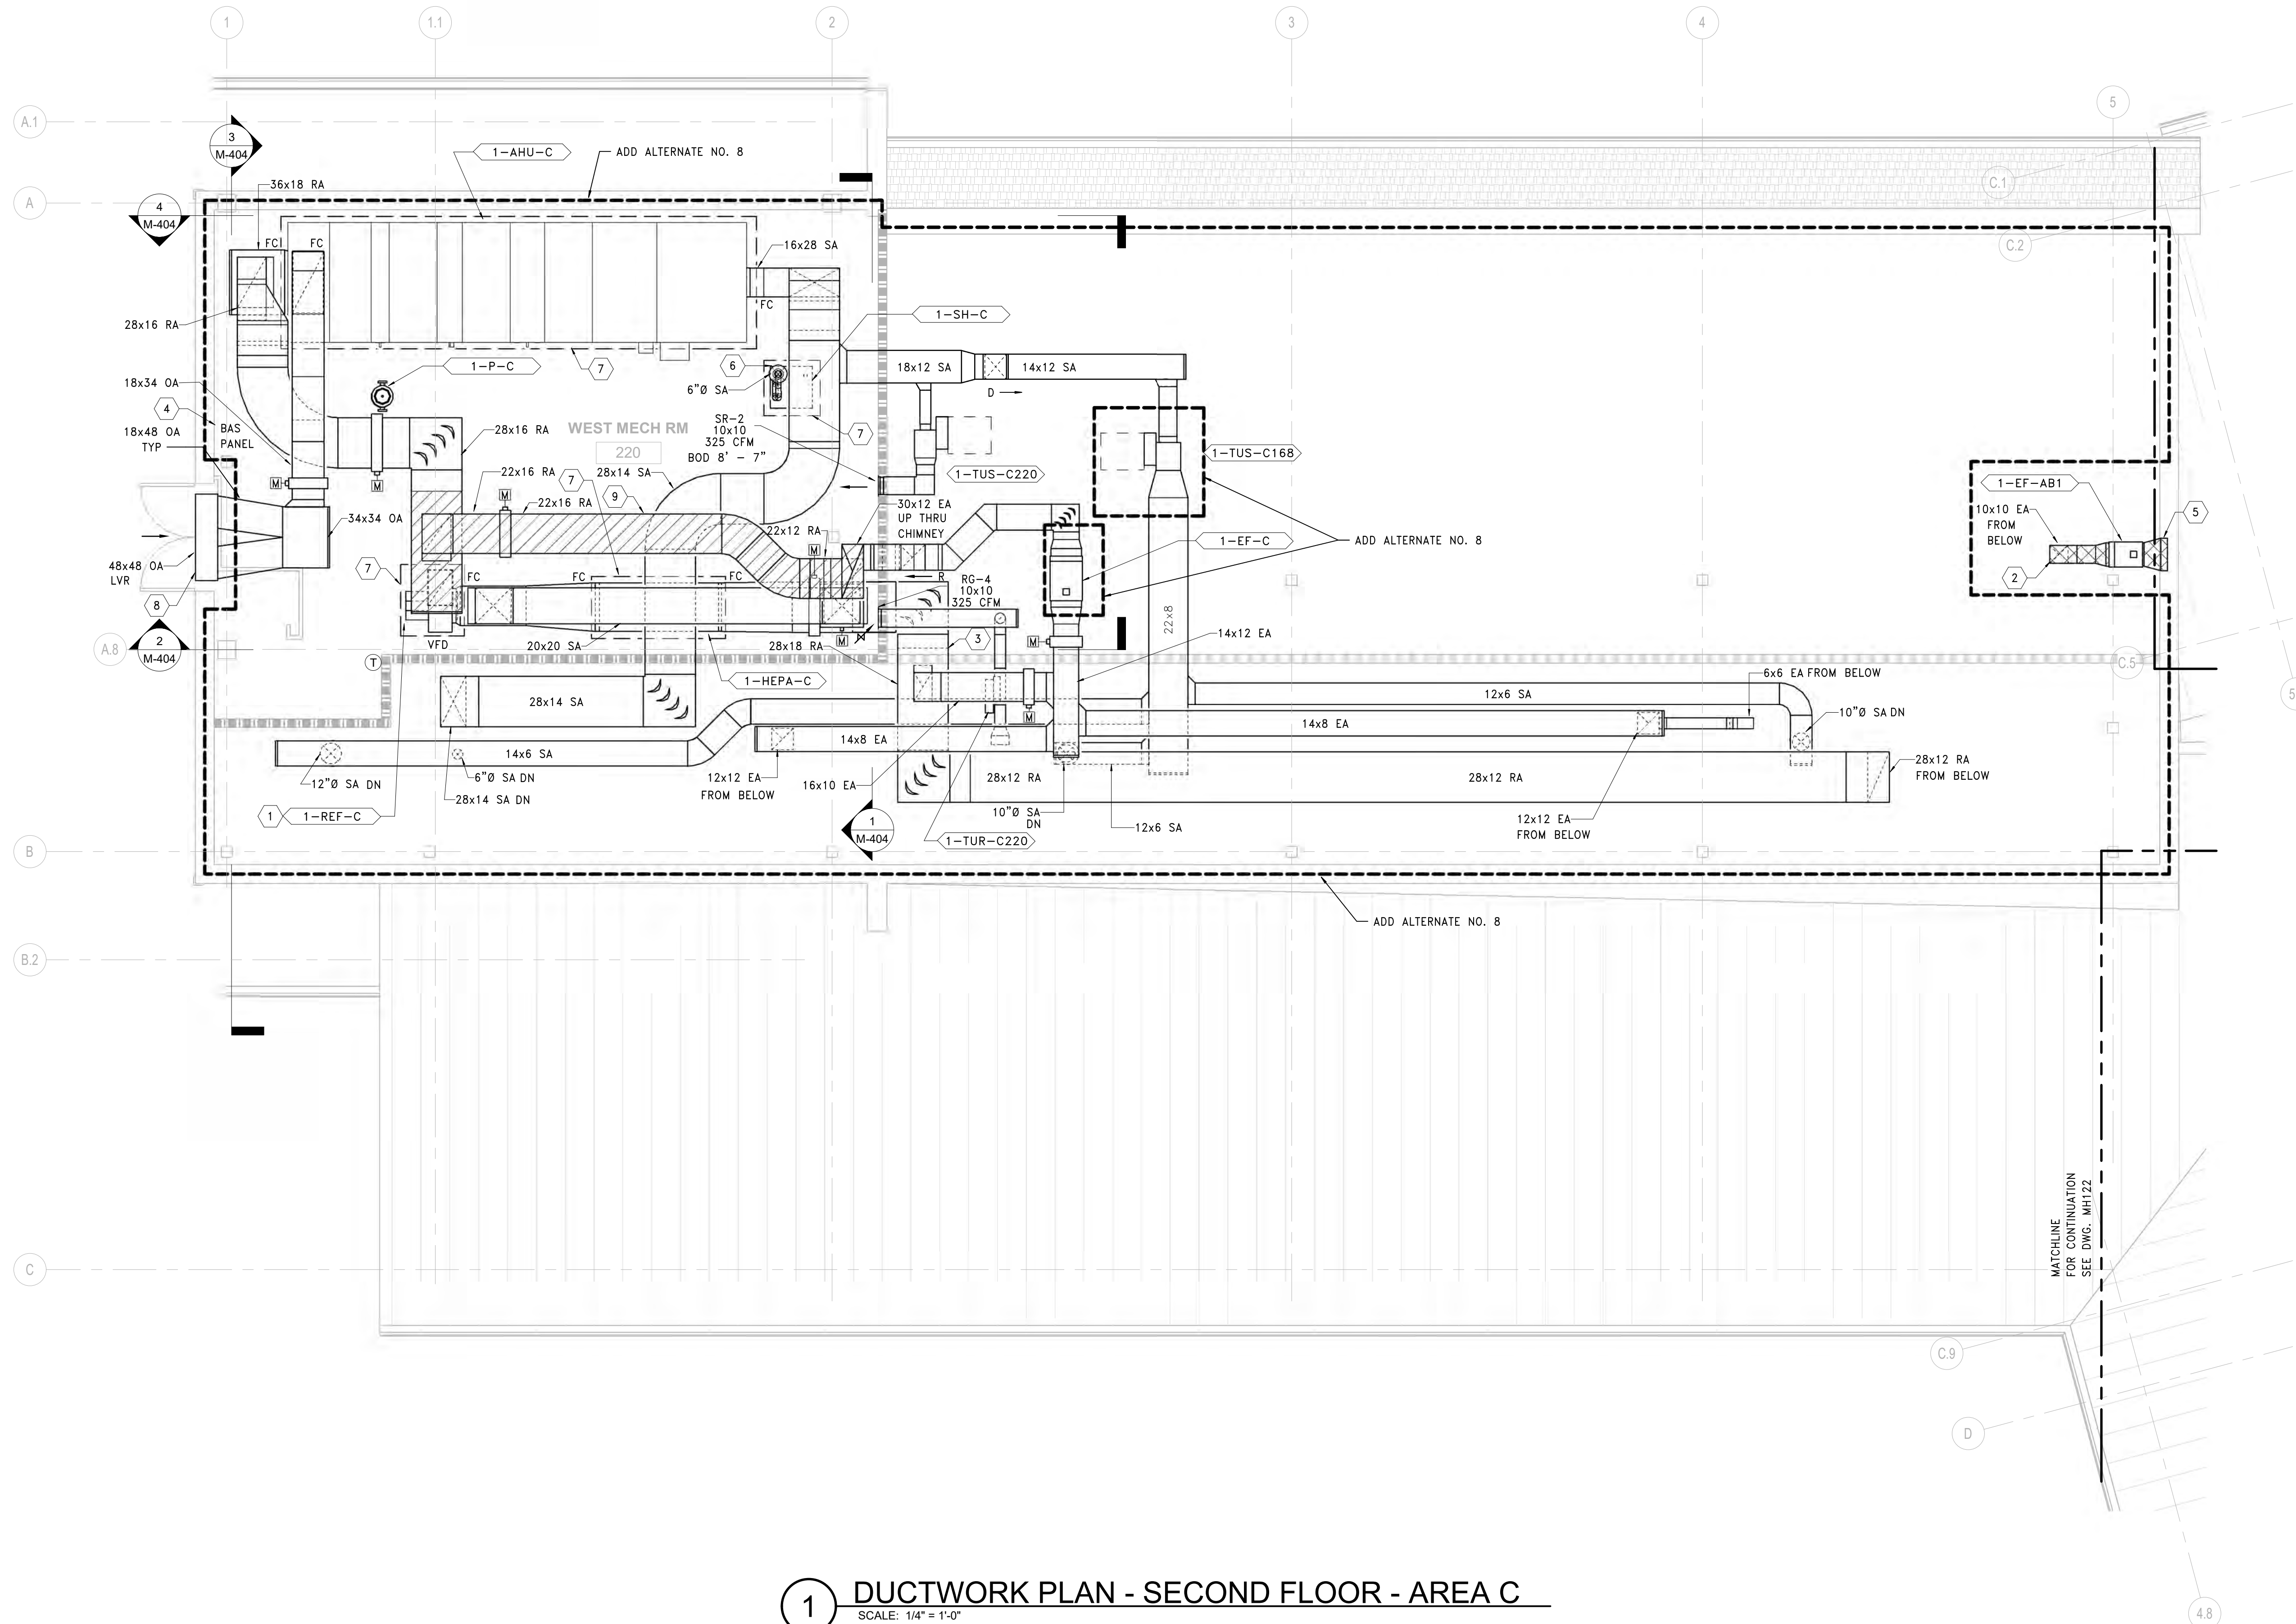 1
1.1
2
3
4
5
A.1
3
M-404
1-AHU-C
ADD ALTERNATE NO. 8
C.1
36x18 RA
A
4
M-404
FC
FC
16x28 SA
C.2
FC
28x16 RA
1-SH-C
1-P-C
7
6
18x12 SA
14x12 SA
18x34 OA
6"Ø SA
D
4
18x48 OA
TYP
BAS
PANEL
28x16 RA
WEST MECH RM
220
SR-2
10x10
325 CFM
BOD 8' - 7"
7
1-TUS-C168
22x16 RA
7
28x14 SA
1-TUS-C220
M
M
M
22x16 RA
9
30x12 EA
UP THRU
CHIMNEY
1-EF-AB1
10x10 EA
FROM
BELOW
5
34x34 OA
22x12 RA
1-EF-C
ADD ALTERNATE NO. 8
M
48x48 OA
LVR
7
FC
FC
FC
R
RG-4
10x10
325 CFM
2
8
22x8
14x12 EA
A.8
2
M-404
VFD
20x20 SA
M
28x18 RA
3
M
T
C.5
5
1-HEPA-C
6x6 EA FROM BELOW
28x14 SA
12x6 SA
M
10"Ø SA DN
14x8 EA
14x6 SA
14x8 EA
12"Ø SA DN
6"Ø SA DN
28x14 SA DN
12x12 EA
FROM BELOW
16x10 EA
28x12 RA
28x12 RA
28x12 RA
FROM BELOW
1
1-REF-C
1
M-404
10"Ø SA
DN
12x6 SA
12x12 EA
FROM BELOW
1-TUR-C220
B
ADD ALTERNATE NO. 8
B.2
MATCHLINE
FOR CONTINUATION
SEE DWG. MH122
C
C.9
D
4.8
1
DUCTWORK PLAN - SECOND FLOOR - AREA C
SCALE: 1/4" = 1'-0"